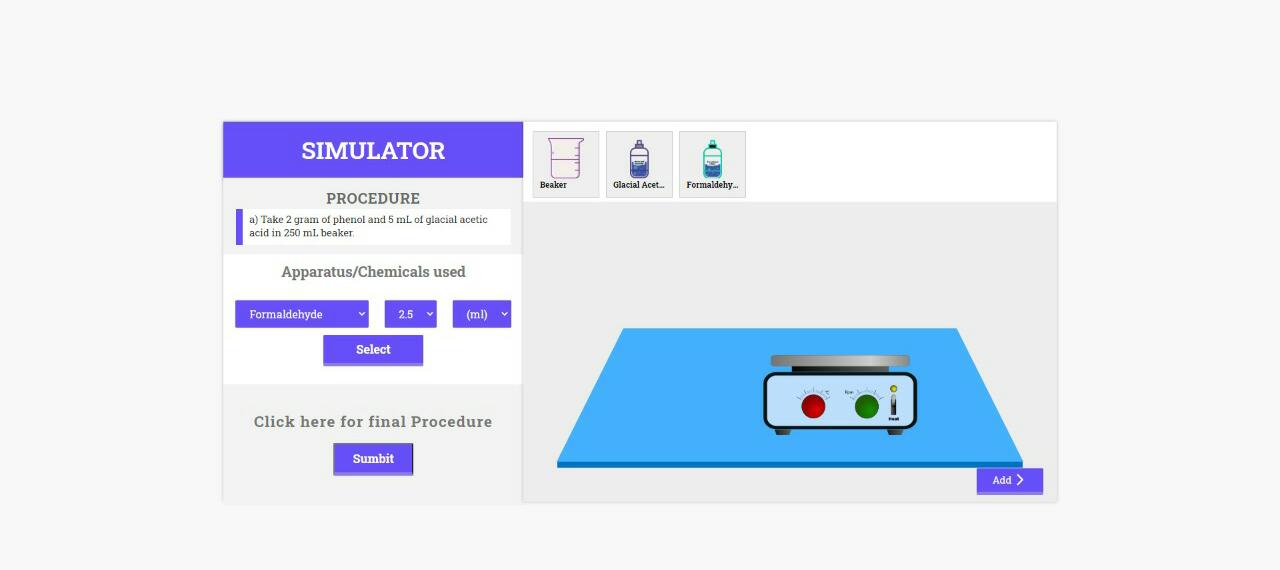 SIMULATOR
PROCEDURE
a) Take 2 gram of phenol and 5 mL of glacial acetic
acid in 250 mL beaker.
Apparatus/Chemicals used
Formaldehyde 2.5 (ml)
Select
Click here for final Procedure
Sumbit
Beaker Glacial Acet... Formaldehy...
°C Rpm
Heat
Add